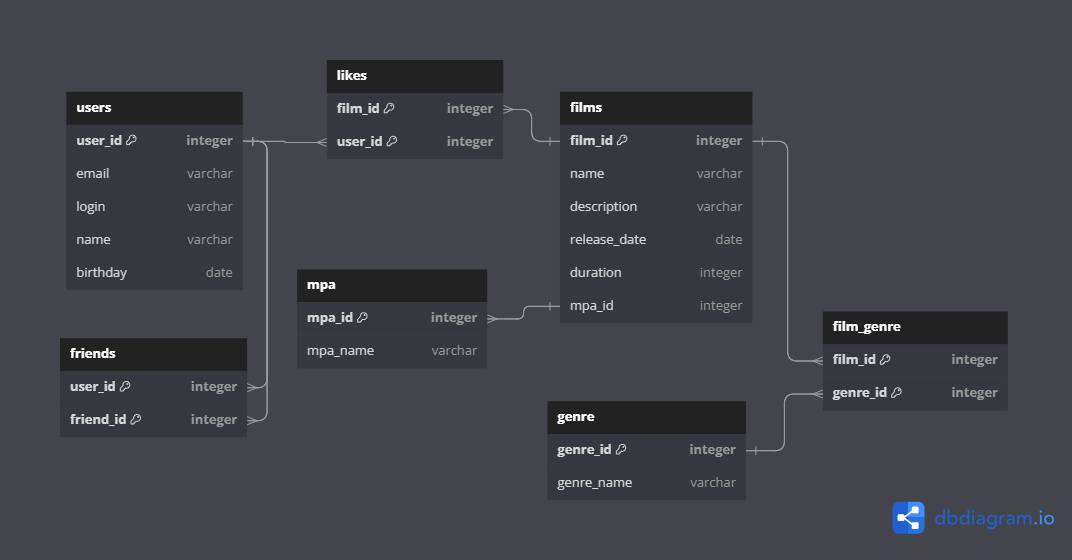 users
user_id integer
email varchar
login varchar
name varchar
birthday date
likes
film_id integer
user_id integer
films
film_id integer
name varchar
description varchar
release_date date
duration integer
mpa_id integer
mpa
mpa_id integer
mpa_name varchar
friends
user_id integer
friend_id integer
film_genre
film_id integer
genre_id integer
genre
genre_id integer
genre_name varchar
dbdiagram.io